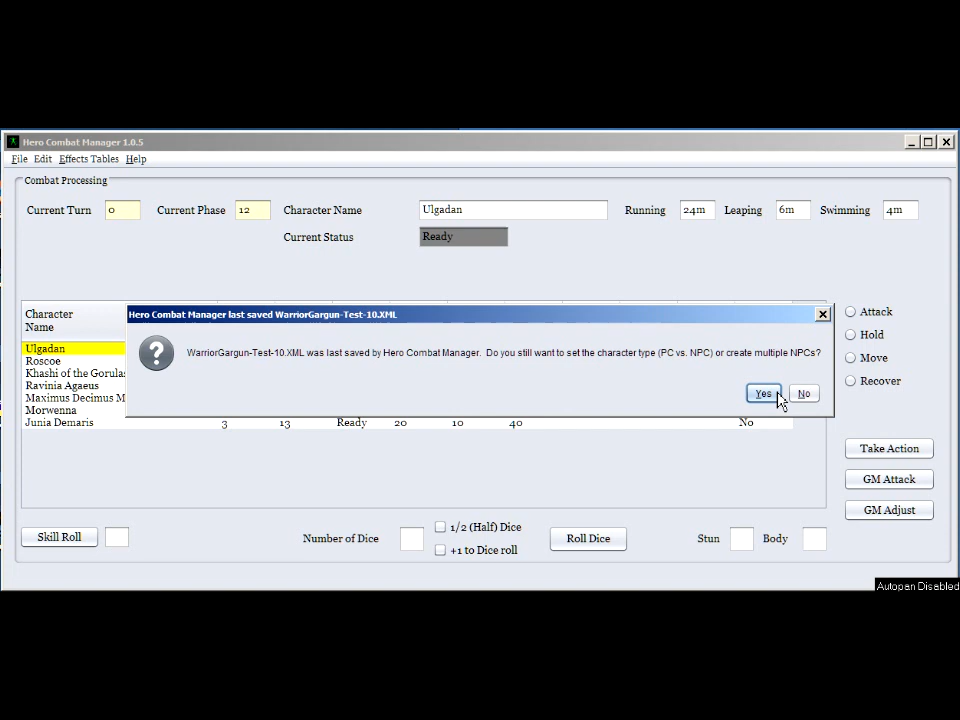 Hero Combat Manager 1.0.5
File Edit Effects Tables Help
Combat Processing
Current Turn 0 Current Phase 12 Character Name Ulgadan Running 24m Leaping 6m Swimming 4m
Current Status Ready
Character
Name
Hero Combat Manager last saved WarriorGargun-Test-10.XML
WarriorGargun-Test-10.XML was last saved by Hero Combat Manager. Do you still want to set the character type (PC vs. NPC) or create multiple NPCs?
Yes No
Ulgadan
Roscoe
Khashi of the Gorulas
Ravinia Agaeus
Maximus Decimus M
Morwenna
Junia Demaris 3 13 Ready 20 10 40 No
Attack
Hold
Move
Recover
Take Action
GM Attack
GM Adjust
Skill Roll Number of Dice 1/2 (Half) Dice Roll Dice Stun Body
+1 to Dice roll
Autopan Disabled